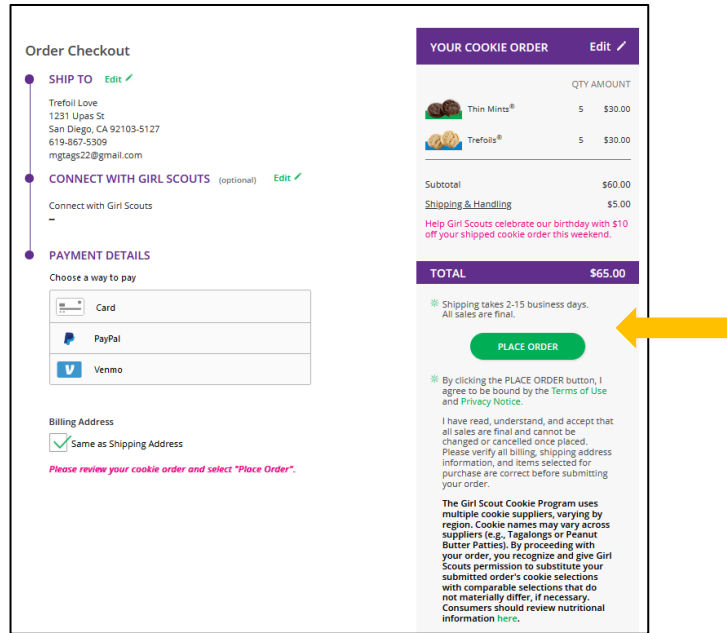 Order Checkout
SHIP TO Edit
Trefoil Love
1231 Upas St
San Diego, CA 92103-5127
619-867-5309
mgtags22@gmail.com
CONNECT WITH GIRL SCOUTS (optional) Edit
Connect with Girl Scouts
–
PAYMENT DETAILS
Choose a way to pay
Card
PayPal
Venmo
Billing Address
Same as Shipping Address
Please review your cookie order and select "Place Order".
YOUR COOKIE ORDER Edit
QTY AMOUNT
Thin Mints® 5 $30.00
Trefoils® 5 $30.00
Subtotal $60.00
Shipping & Handling $5.00
Help Girl Scouts celebrate our birthday with $10
off your shipped cookie order this weekend.
TOTAL $65.00
Shipping takes 2-15 business days.
All sales are final.
PLACE ORDER
By clicking the PLACE ORDER button, I
agree to be bound by the Terms of Use
and Privacy Notice.
I have read, understand, and accept that
all sales are final and cannot be
changed or cancelled once placed.
Please verify all billing, shipping address
information, and items selected for
purchase are correct before submitting
your order.
The Girl Scout Cookie Program uses
multiple cookie suppliers, varying by
region. Cookie names may vary across
suppliers (e.g., Tagalongs or Peanut
Butter Patties). By proceeding with
your order, you recognize and give Girl
Scouts permission to substitute your
submitted order's cookie selections
with comparable selections that do
not materially differ, if necessary.
Consumers should review nutritional
information here.